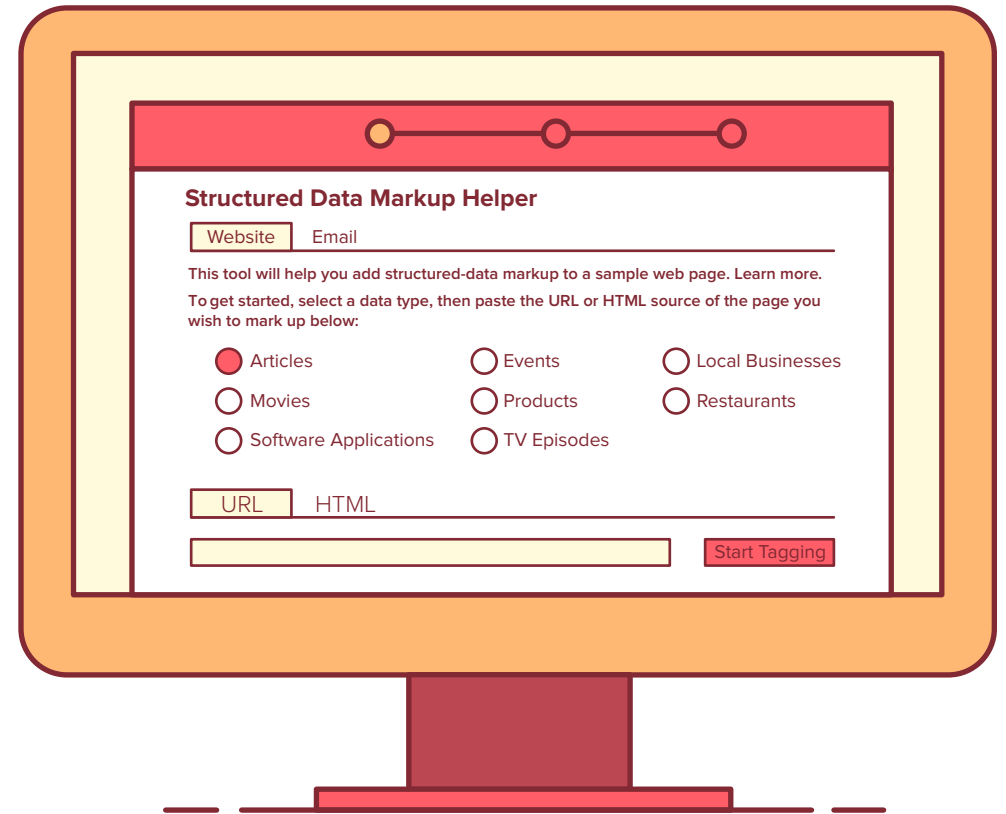 Structured Data Markup Helper
Website Email
This tool will help you add structured-data markup to a sample web page. Learn more.
To get started, select a data type, then paste the URL or HTML source of the page you
wish to mark up below:
Articles Events Local Businesses
Movies Products Restaurants
Software Applications TV Episodes
URL HTML
Start Tagging